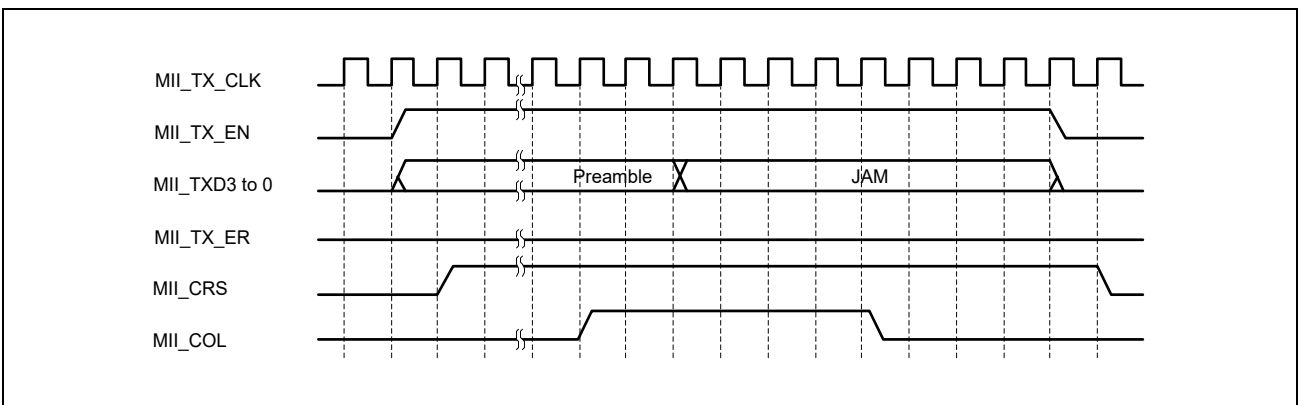 MII_TX_CLK
MII_TX_EN
MII_TXD3 to 0 Preamble JAM
MII_TX_ER
MII_CRS
MII_COL